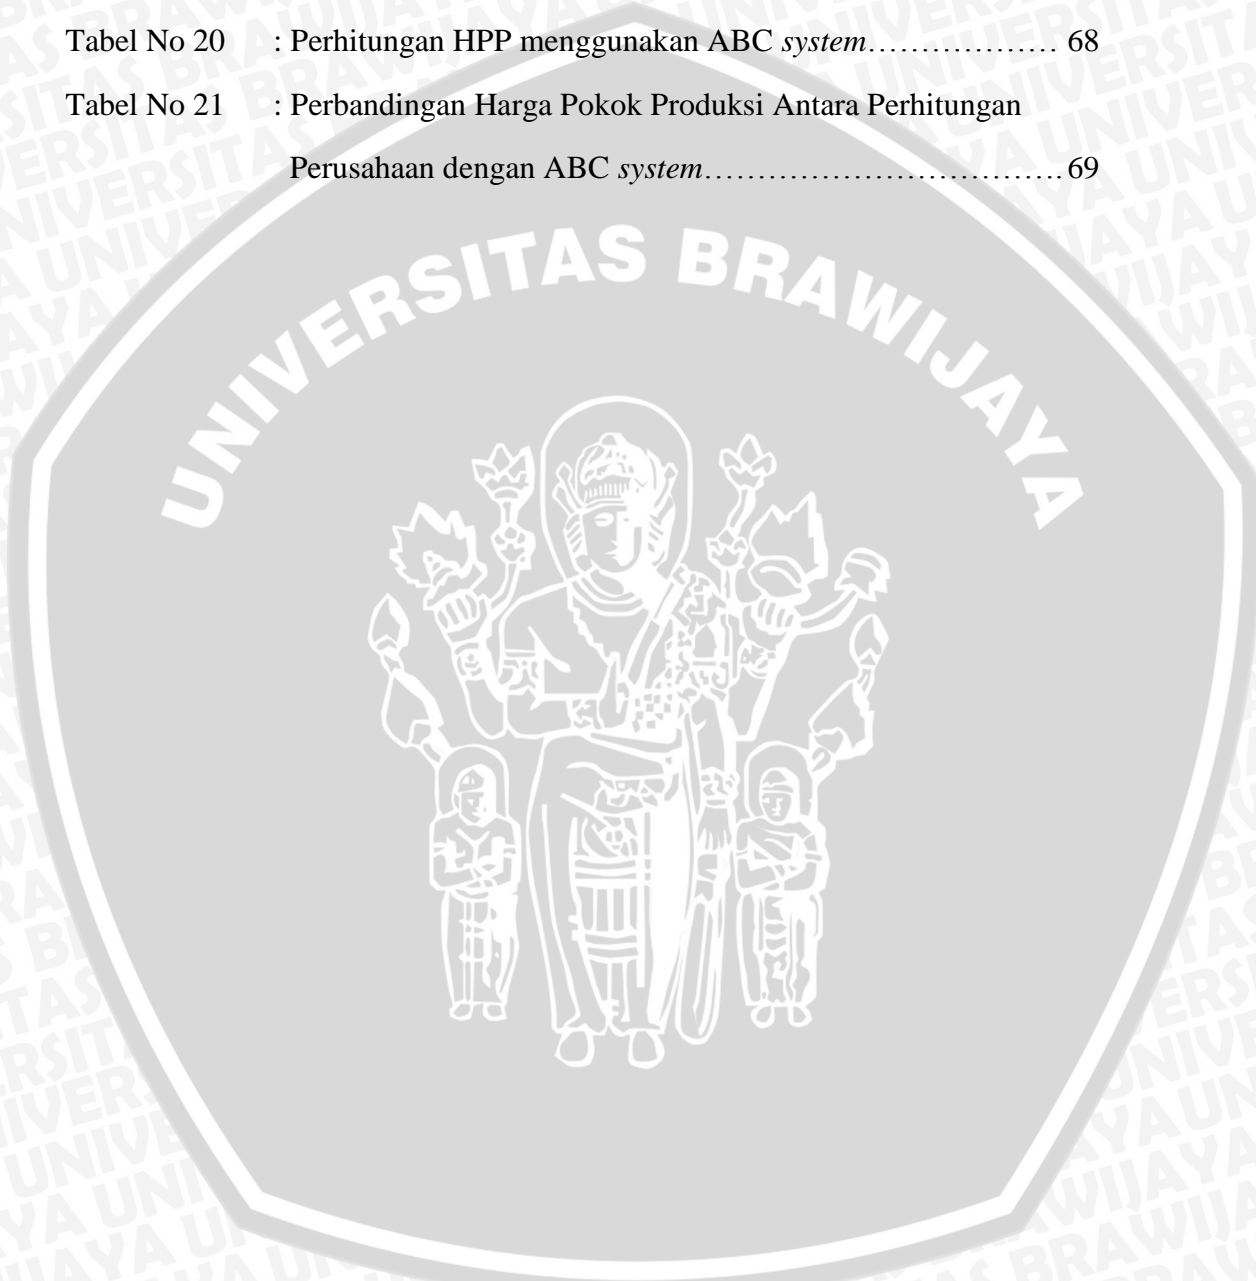 Tabel No 20 : Perhitungan HPP menggunakan ABC system……………… 68
Tabel No 21 : Perbandingan Harga Pokok Produksi Antara Perhitungan
Perusahaan dengan ABC system……………………………69
UNIVERSITAS BRAWIJAYA